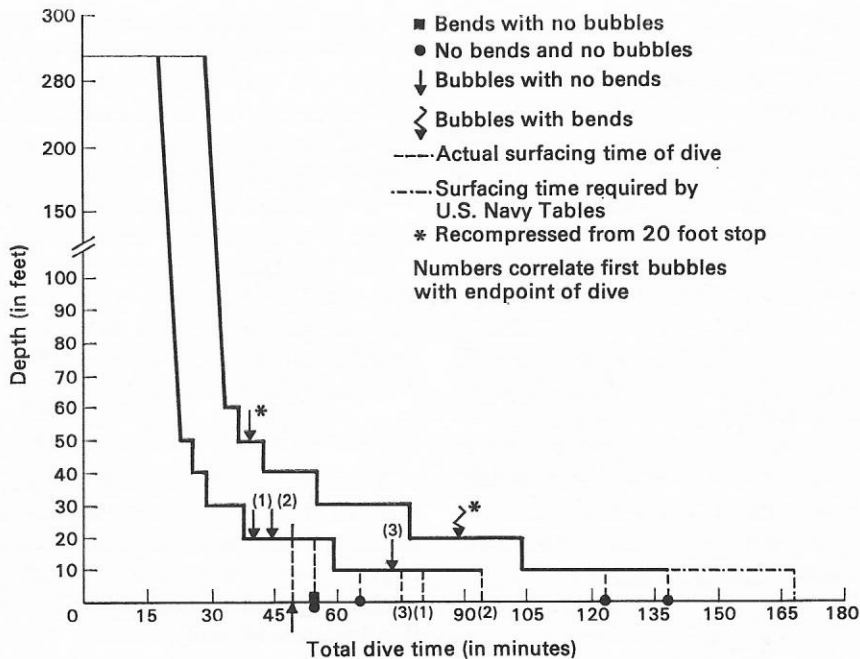 300
280
200
150
100
90
80
70
60
50
40
30
20
10
Depth (in feet)
Bends with no bubbles
No bends and no bubbles
Bubbles with no bends
Bubbles with bends
Actual surfacing time of dive
Surfacing time required by
U.S. Navy Tables
* Recompressed from 20 foot stop
Numbers correlate first bubbles
with endpoint of dive
*
(1) (2)
(3)
*
(3) (1) (2)
0 15 30 45 60 75 90 105 120 135 150 165 180
Total dive time (in minutes)